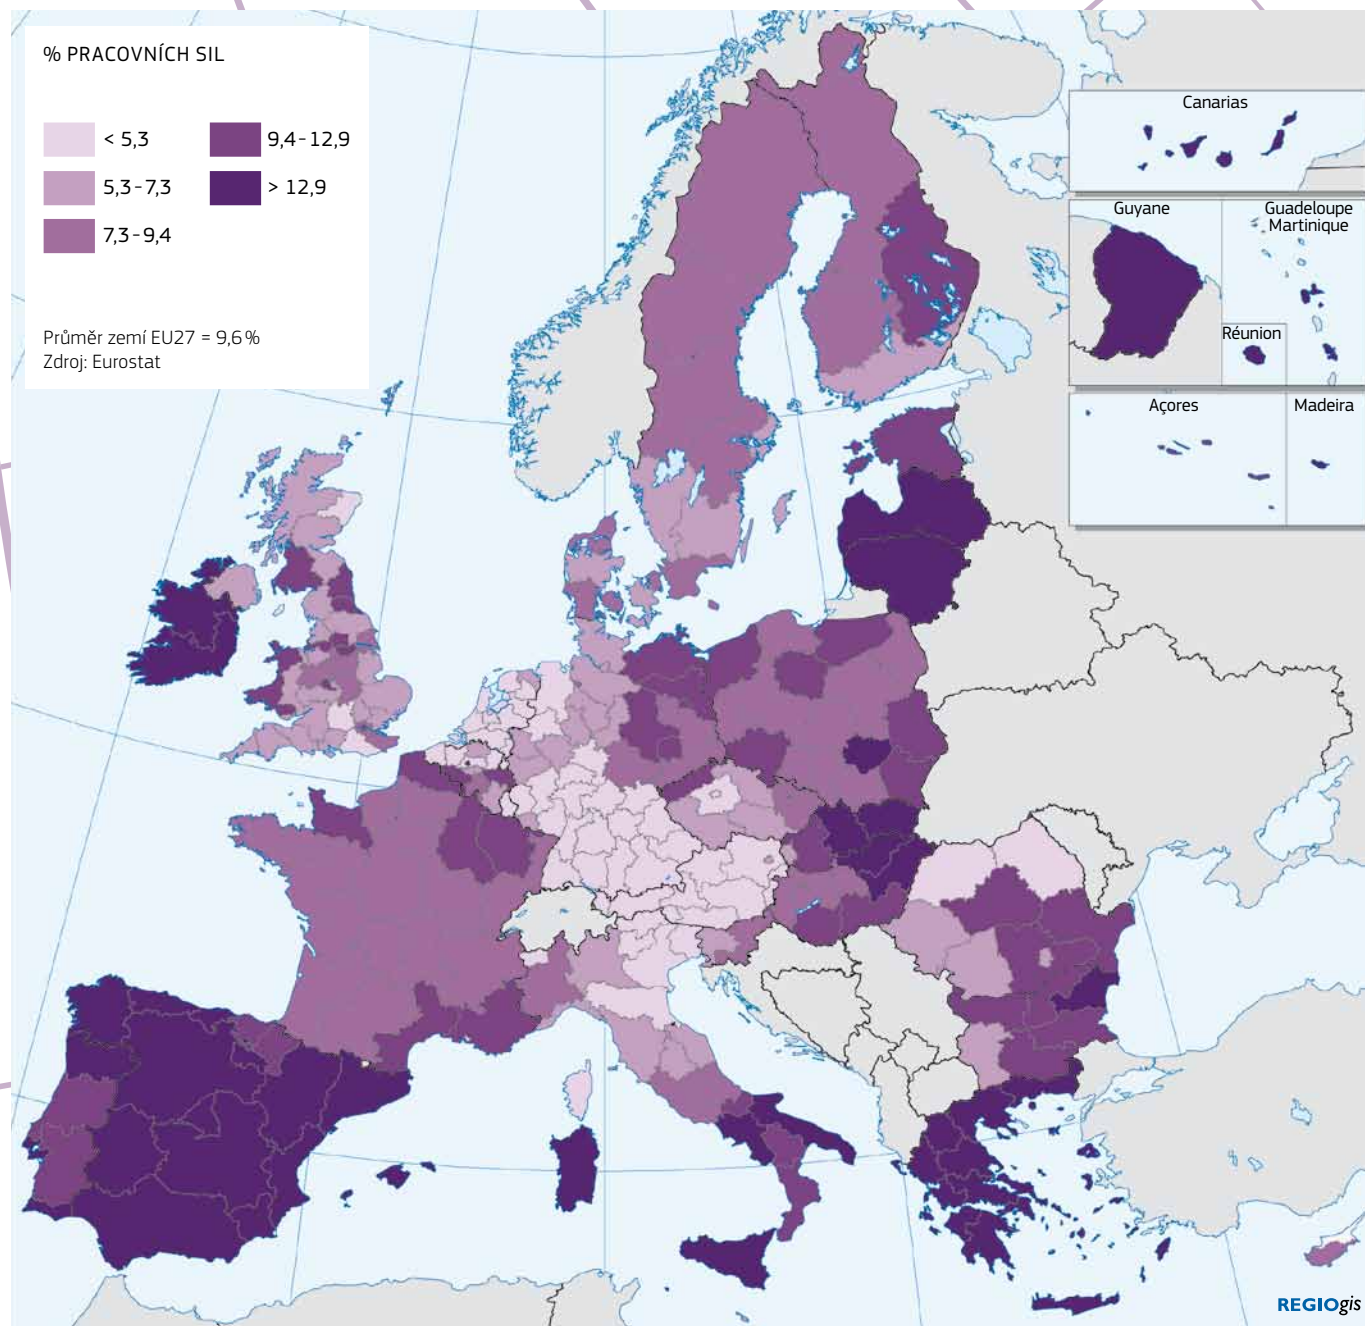 % PRACOVNÍCH SIL
< 5,3
9,4-12,9
5,3-7,3
> 12,9
7,3-9,4
Průměr zemí EU27 = 9,6 %
Zdroj: Eurostat
Canarias
Guyane
Guadeloupe
Martinique
Réunion
Açores
Madeira
REGIOgis